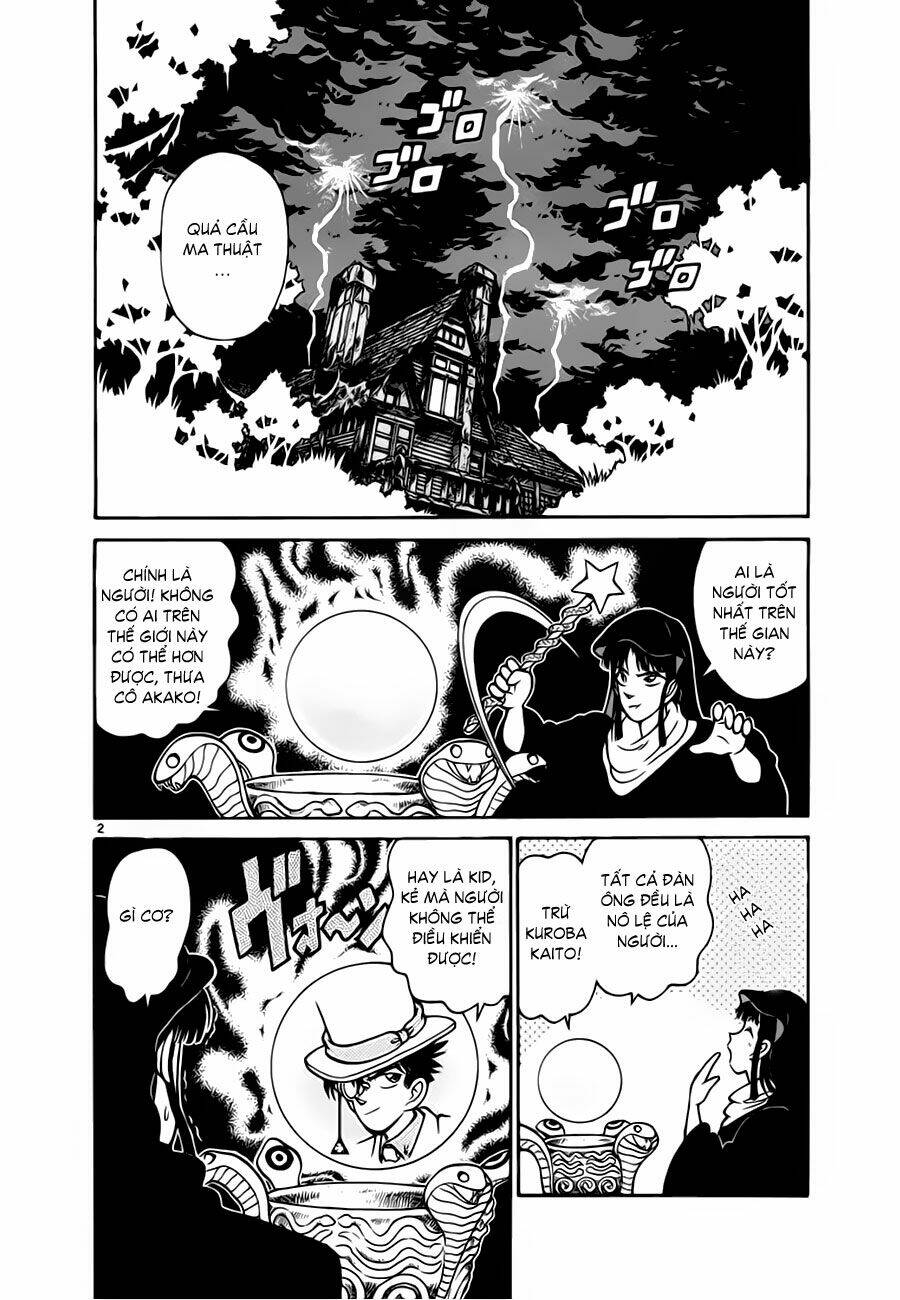 QUẢ CẦU
MA THUẬT
...
ゴロ
ゴロ
ゴロ
ゴロ
AI LÀ
NGƯỜI TỐT
NHẤT TRÊN
THẾ GIAN
NÀY?
CHÍNH LÀ
NGƯỜI! KHÔNG
CÓ AI TRÊN
THẾ GIỚI NÀY
CÓ THỂ HƠN
ĐƯỢC, THƯA
CÔ AKAKO!
2
HA
HA
HA
TẤT CẢ ĐÀN
ÔNG ĐỀU LÀ
NÔ LỆ CỦA
NGƯỜI...
TRỪ
KUROBA
KAITO!
HAY LÀ KID,
KẺ MÀ NGƯỜI
KHÔNG THỂ
ĐIỀU KHIỂN
ĐƯỢC!
ヴォ〜ン
GÌ CƠ?